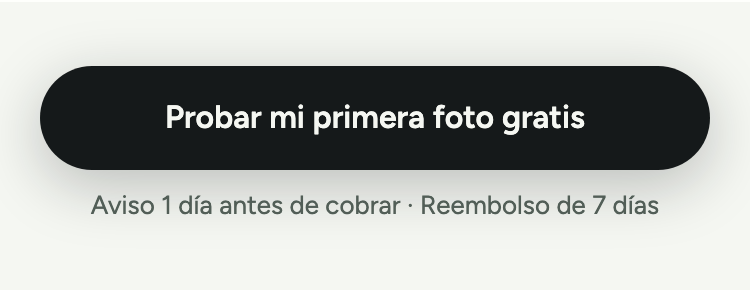 Probar mi primera foto gratis
Aviso 1 día antes de cobrar · Reembolso de 7 días